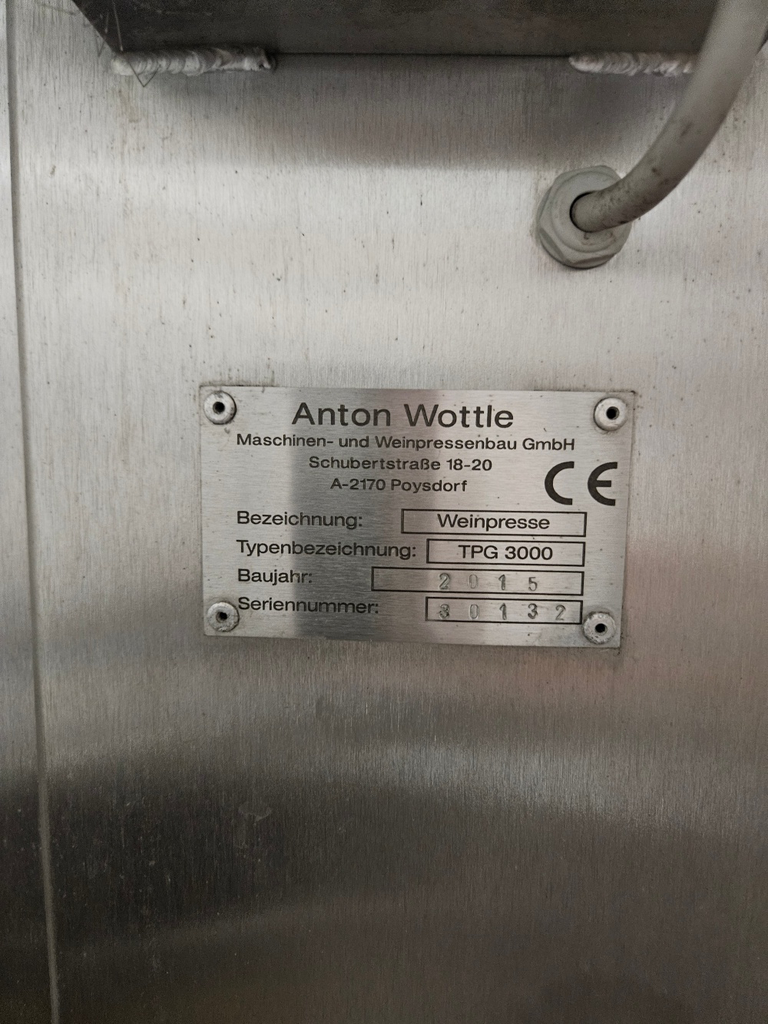 Anton Wottle
Maschinen- und Weinpressenbau GmbH
Schubertstraße 18-20
A-2170 Poysdorf
CE
Bezeichnung: Weinpresse
Typenbezeichnung: TPG 3000
Baujahr: 2015
Seriennummer: 30132